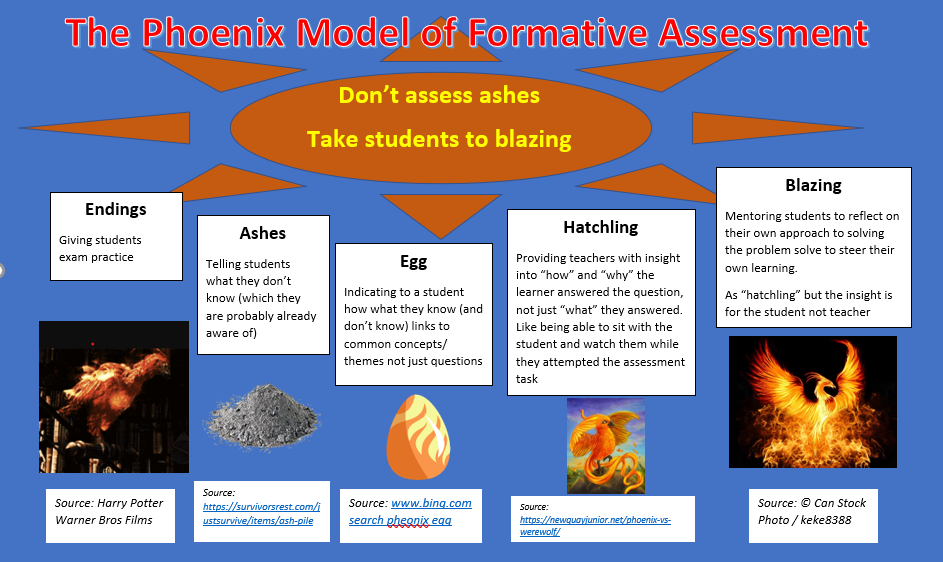 The Phoenix Model of Formative Assessment
Don't assess ashes
Take students to blazing
Endings
Giving students
exam practice
Ashes
Telling students
what they don't
know (which they
are probably already
aware of)
Egg
Indicating to a student
how what they know (and
don't know) links to
common concepts/
themes not just questions
Hatchling
Providing teachers with insight
into "how" and "why" the
learner answered the question,
not just "what" they answered.
Like being able to sit with the
student and watch them while
they attempted the assessment
task
Blazing
Mentoring students to reflect on
their own approach to solving
the problem solve to steer their
own learning.
As "hatchling" but the insight is
for the student not teacher
Source: Harry Potter
Warner Bros Films
Source:
https://survivorsrest.com/j
ustsurvive/items/ash-pile
Source: www.bing.com
search pheonix egg
Source:
https://newquayjunior.net/phoenix-vs-
werewolf/
Source: © Can Stock
Photo / keke8388